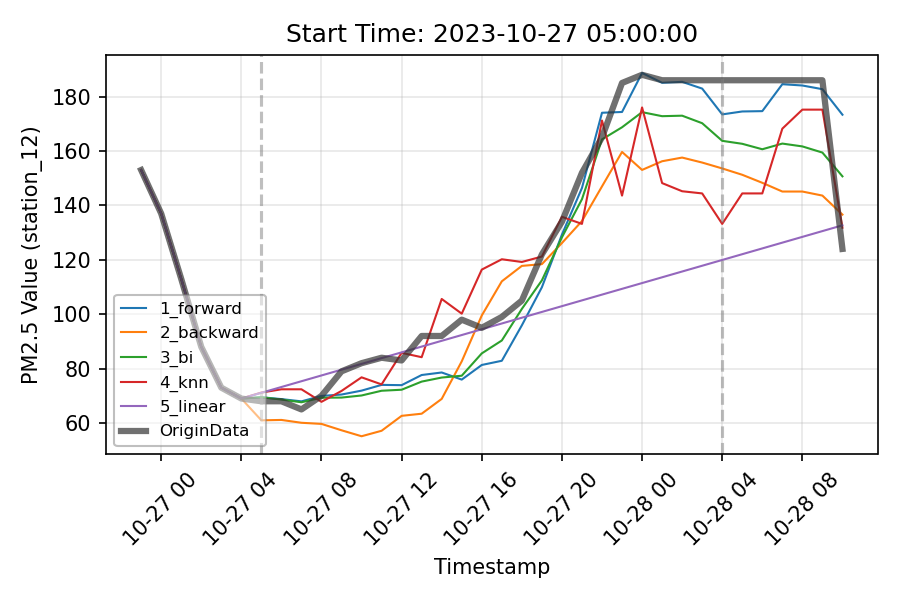 Start Time: 2023-10-27 05:00:00
PM2.5 Value (station_12)
180
160
140
120
100
80
60
1_forward
2_backward
3_bi
4_knn
5_linear
OriginData
10-27 00
10-27 04
10-27 08
10-27 12
10-27 16
10-27 20
10-28 00
10-28 04
10-28 08
Timestamp